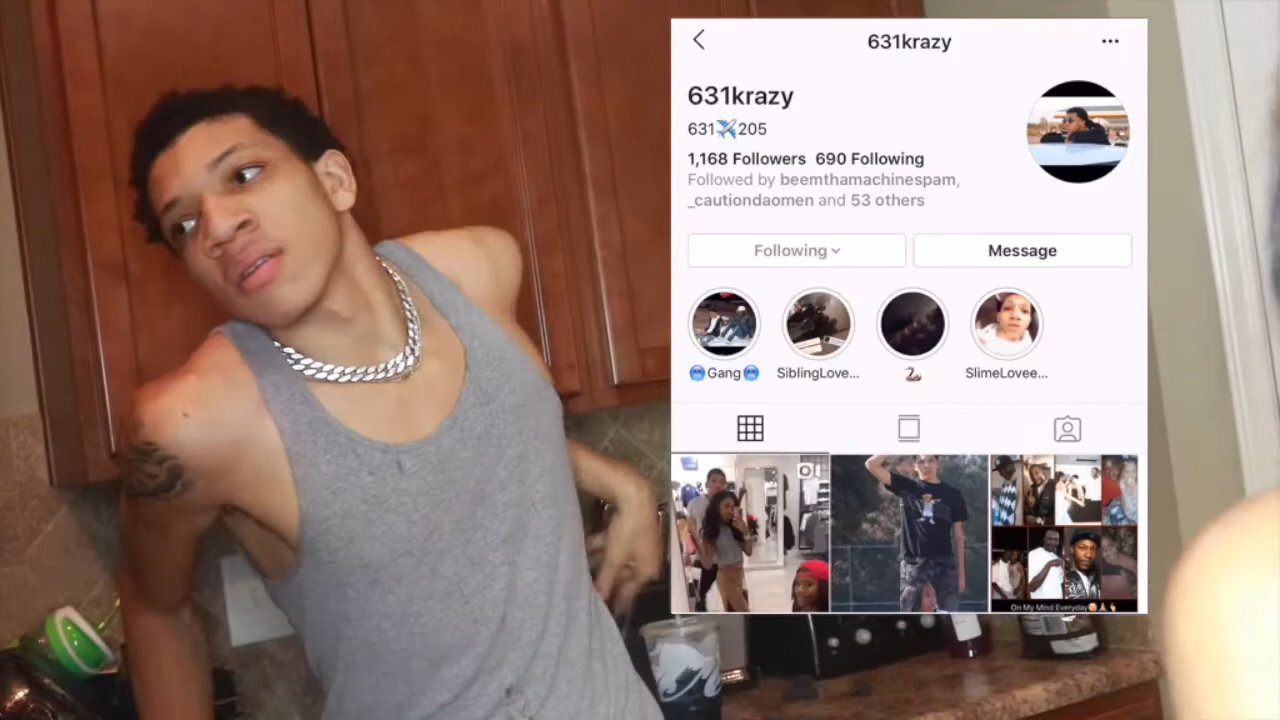 631krazy
631krazy
631✈️205
1,168 Followers 690 Following
Followed by beemthamachinespam,
_cautiondaomen and 53 others
Following
Message
🥶Gang🥶
SiblingLove...
🐍
SlimeLovee...
On My Mind Everyday